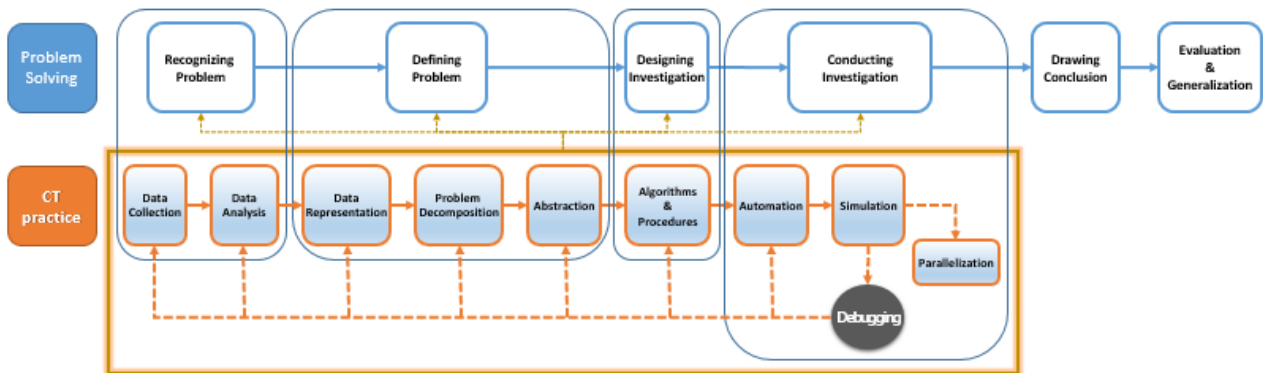 Problem
Solving
Recognizing
Problem
Defining
Problem
Designing
Investigation
Conducting
Investigation
Drawing
Conclusion
Evaluation
&
Generalization
CT
practice
Data
Collection
Data
Analysis
Data
Representation
Problem
Decomposition
Abstraction
Algorithms
&
Procedures
Automation
Simulation
Parallelization
Debugging